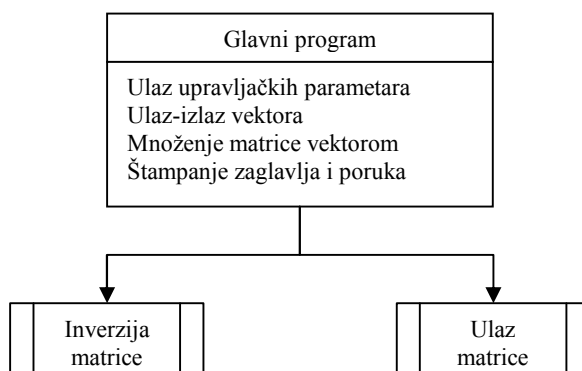 Glavni program
Ulaz upravljačkih parametara
Ulaz-izlaz vektora
Množenje matrice vektorom
Štampanje zaglavlja i poruka
Inverzija
matrice
Ulaz
matrice